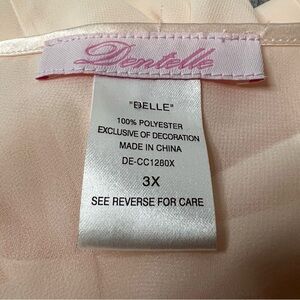 Dentelle
"BELLE"
100% POLYESTER
EXCLUSIVE OF DECORATION
MADE IN CHINA
DE-CC1280X
3X
SEE REVERSE FOR CARE